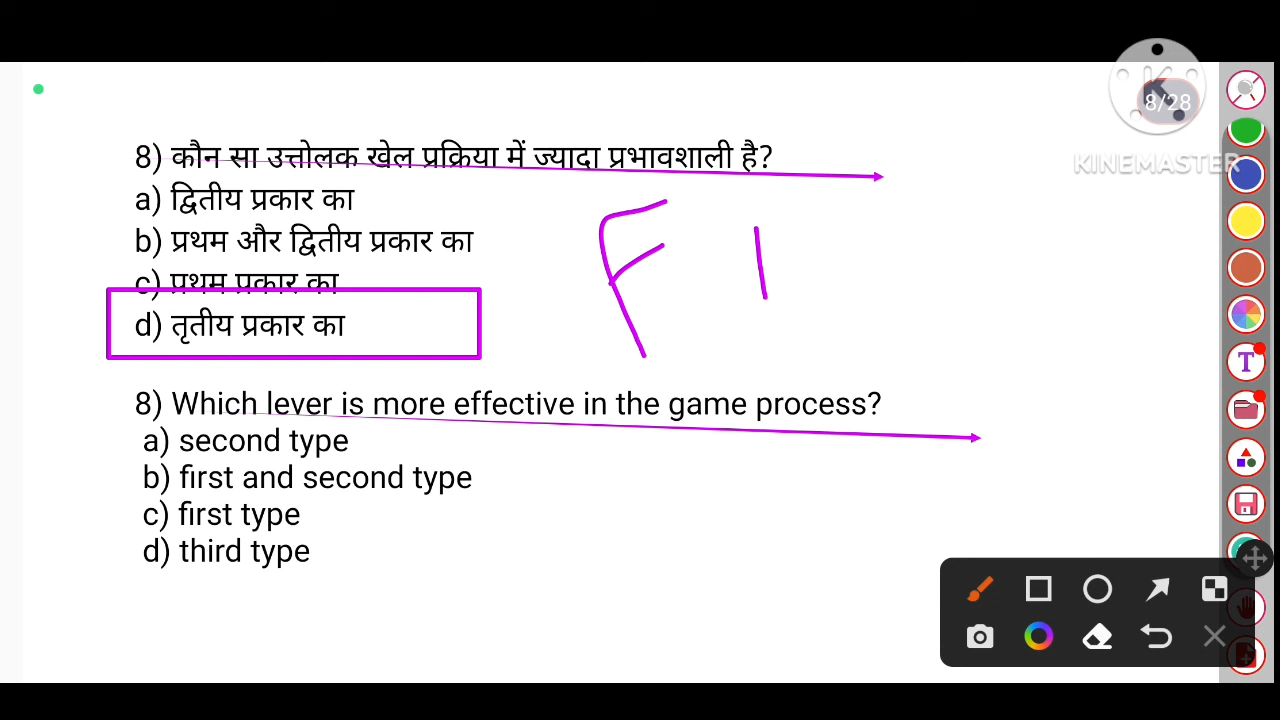 8/28
KINEMASTER
8) कौन सा उत्तोलक खेल प्रक्रिया में ज्यादा प्रभावशाली है?
a) द्वितीय प्रकार का
b) प्रथम और द्वितीय प्रकार का
c) प्रथम प्रकार का
d) तृतीय प्रकार का
F 1
8) Which lever is more effective in the game process?
a) second type
b) first and second type
c) first type
d) third type
T